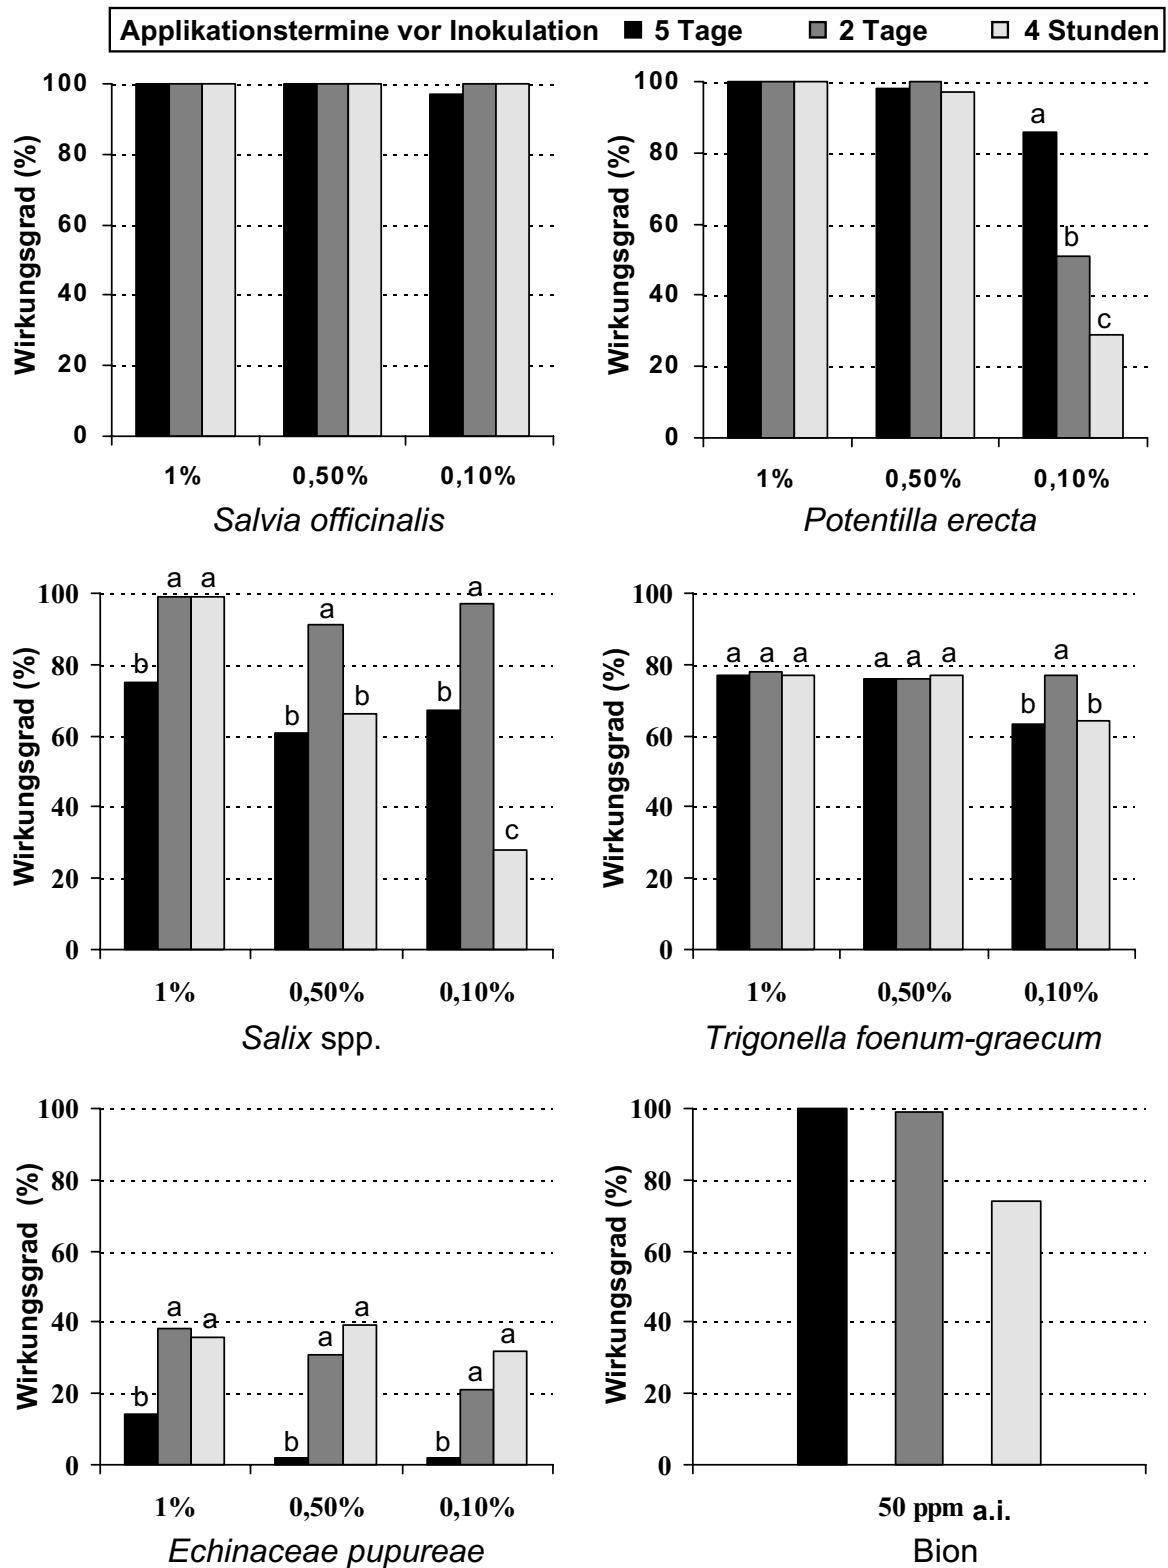 Applikationstermine vor Inokulation 5 Tage 2 Tage 4 Stunden
Wirkungsgrad (%)
100
80
60
40
20
0
1% 0,50% 0,10%
Salvia officinalis
Wirkungsgrad (%)
100
80
60
40
20
0
a
b
c
1% 0,50% 0,10%
Potentilla erecta
Wirkungsgrad (%)
100
80
60
40
20
0
b a a
b a b
b a c
1% 0,50% 0,10%
Salix spp.
Wirkungsgrad (%)
100
80
60
40
20
0
a a a
a a a
b a b
1% 0,50% 0,10%
Trigonella foenum-graecum
Wirkungsgrad (%)
100
80
60
40
20
0
b a a
b a a
b a a
1% 0,50% 0,10%
Echinaceae pupureae
Wirkungsgrad (%)
100
80
60
40
20
0
50 ppm a.i.
Bion